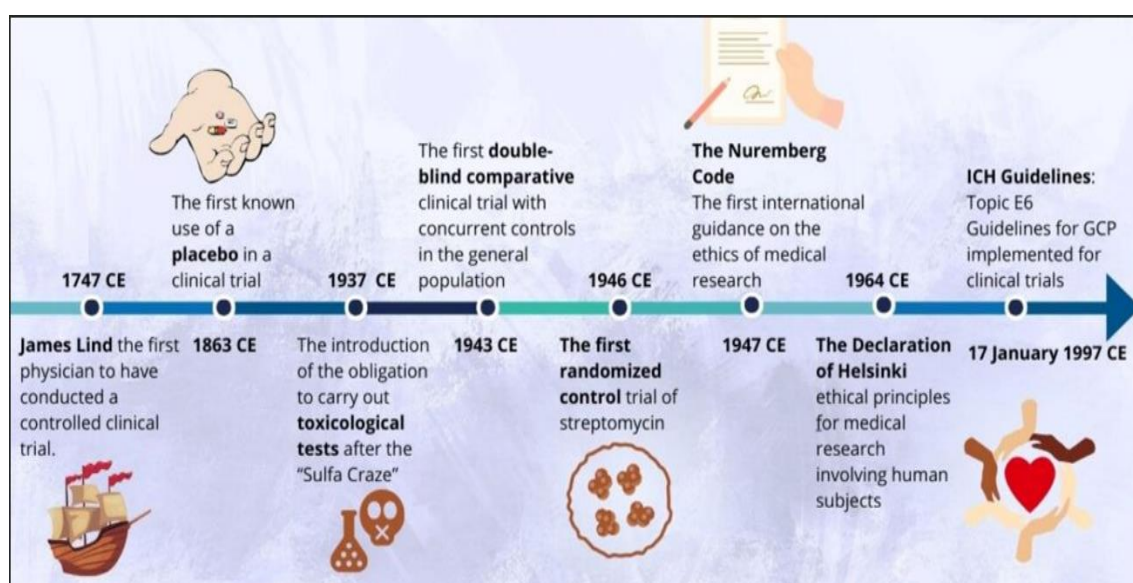 1747 CE
James Lind the first
physician to have
conducted a
controlled clinical
trial.
The first known
use of a
placebo in a
clinical trial
1863 CE
1937 CE
The introduction
of the obligation
to carry out
toxicological
tests after the
“Sulfa Craze”
The first double-
blind comparative
clinical trial with
concurrent controls
in the general
population
1943 CE
1946 CE
The first
randomized
control trial of
streptomycin
The Nuremberg
Code
The first international
guidance on the
ethics of medical
research
1947 CE
1964 CE
The Declaration
of Helsinki
ethical principles
for medical
research
involving human
subjects
ICH Guidelines:
Topic E6
Guidelines for GCP
implemented for
clinical trials
17 January 1997 CE